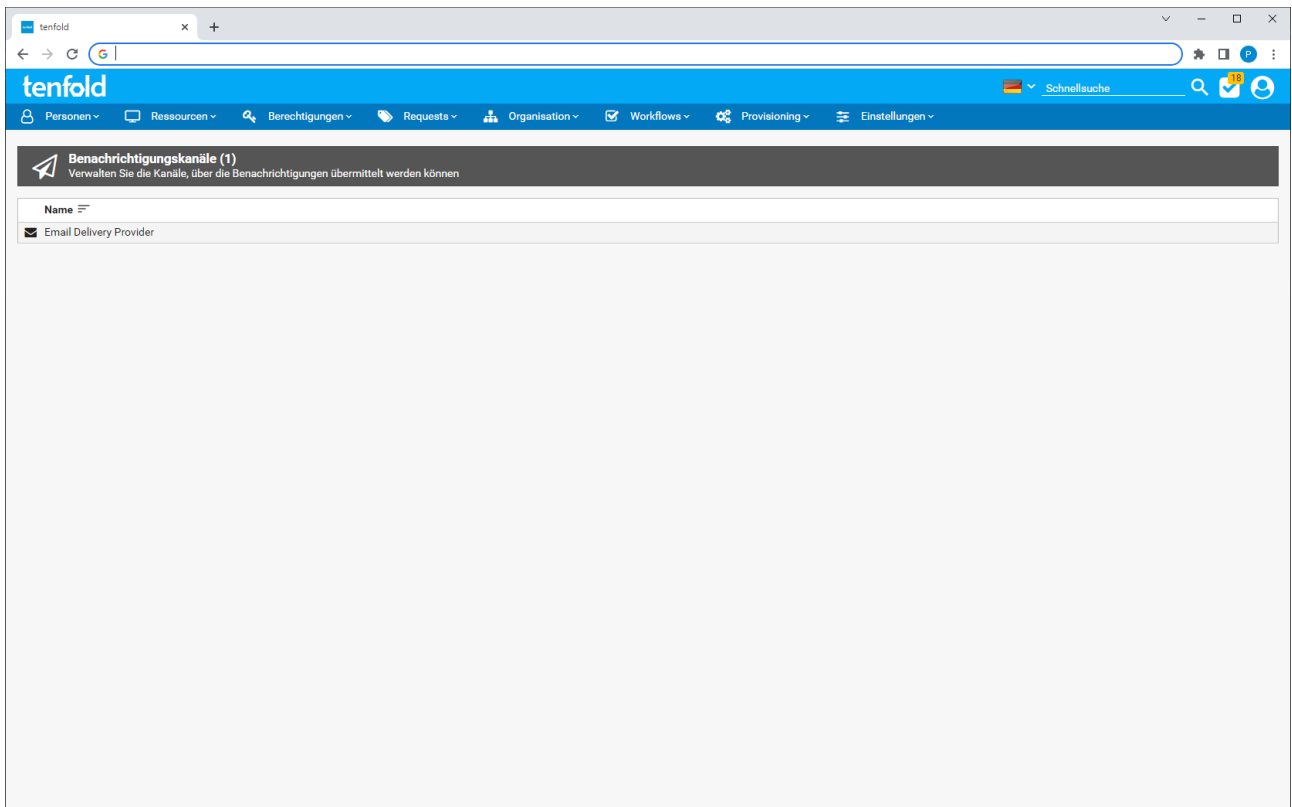 tenfold
G
P
tenfold
Schnellsuche
18
Personen
Ressourcen
Berechtigungen
Requests
Organisation
Workflows
Provisioning
Einstellungen
Benachrichtigungskanäle (1)
Verwalten Sie die Kanäle, über die Benachrichtigungen übermittelt werden können
Name
Email Delivery Provider